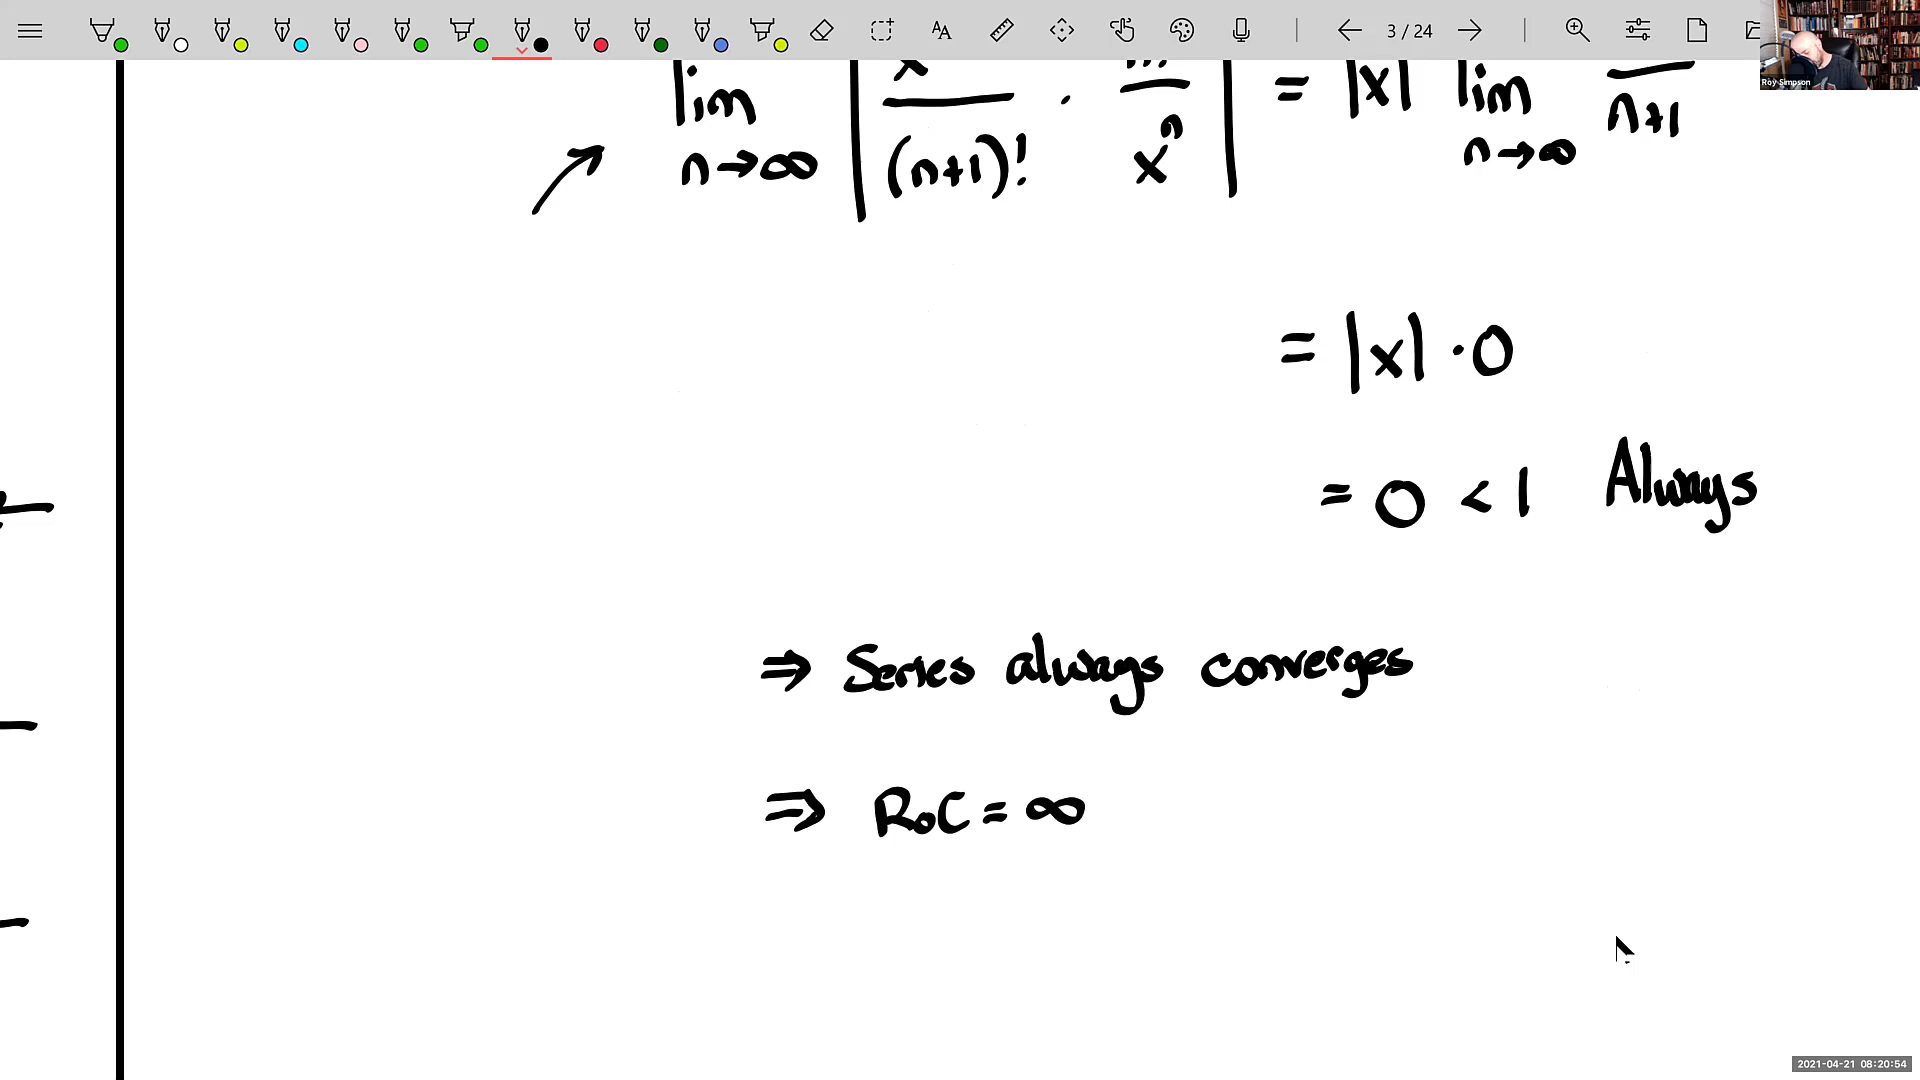 3 / 24
Roy Simpson
lim | x / (n+1)! · / xⁿ | = |x| lim / n+1
n→∞ n→∞
= |x| · 0
= 0 < 1 Always
⇒ Series always converges
⇒ RoC = ∞
2021-04-21 08:20:54